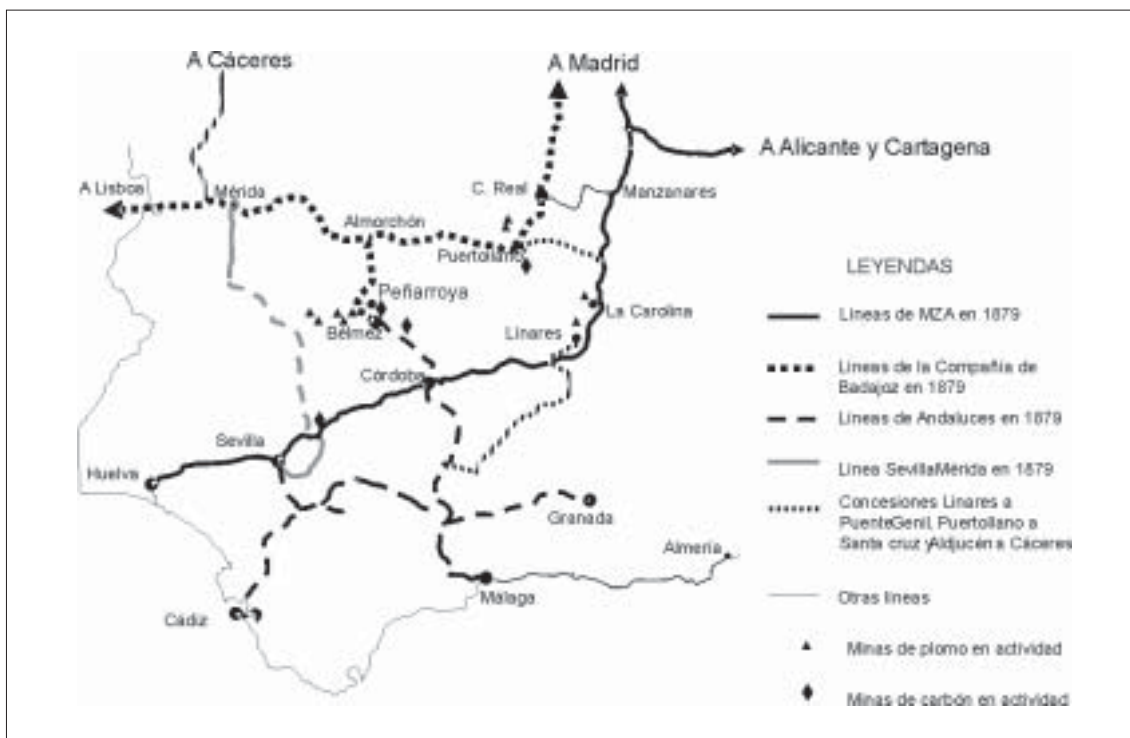 A Cáceres
A Madrid
A Alicante y Cartagena
A Lisboa
Mérida
C. Real
Manzanares
Almorchón
Puertollano
Peñarroya
La Carolina
Bélmez
Linares
Córdoba
Sevilla
Huelva
Granada
Almería
Málaga
Cádiz
LEYENDAS
Líneas de MZA en 1879
Líneas de la Compañía de
Badajoz en 1879
Líneas de Andaluces en 1879
Línea SevillaMérida en 1879
Concesiones Linares a
PuenteGenil, Puertollano a
Santa cruz yAldjucén a Cáceres
Otras líneas
Minas de plomo en actividad
Minas de carbón en actividad